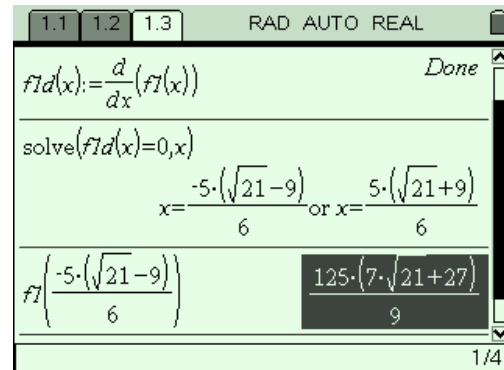 1.1 1.2 1.3 RAD AUTO REAL
f1d(x):=d/dx(f1(x)) Done
solve(f1d(x)=0,x)
x=-5·(√21-9)/6 or x=5·(√21+9)/6
f1(-5·(√21-9)/6) 125·(7·√21+27)/9
1/4